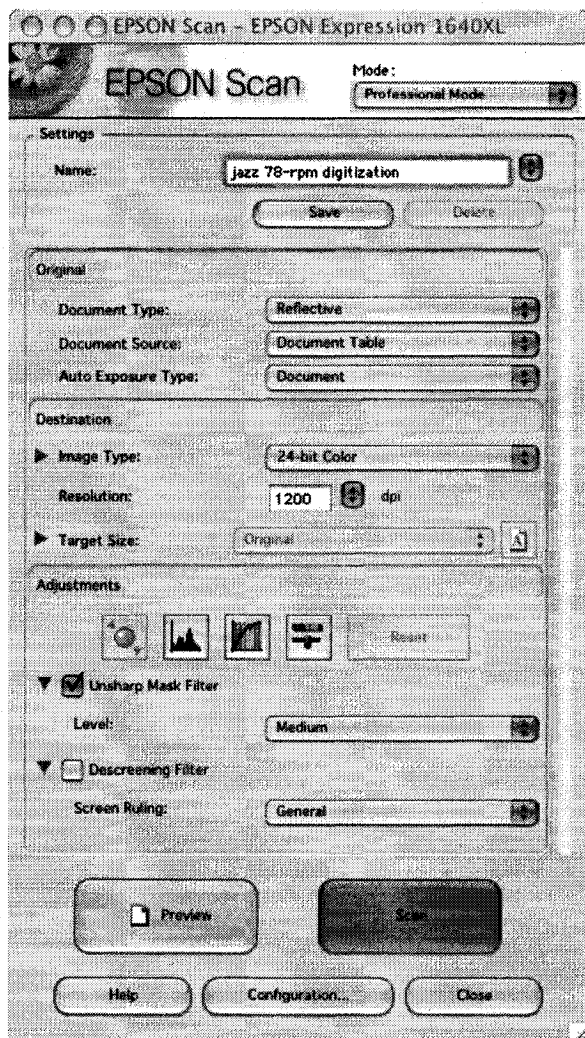 EPSON Scan – EPSON Expression 1640XL
EPSON Scan
Mode:
Professional Mode
Settings
Name: jazz 78-rpm digitization
Save Delete
Original
Document Type: Reflective
Document Source: Document Table
Auto Exposure Type: Document
Destination
Image Type: 24-bit Color
Resolution: 1200 dpi
Target Size: Original A
Adjustments
Reset
Unsharp Mask Filter
Level: Medium
Descreening Filter
Screen Ruling: General
Preview Scan
Help Configuration... Close